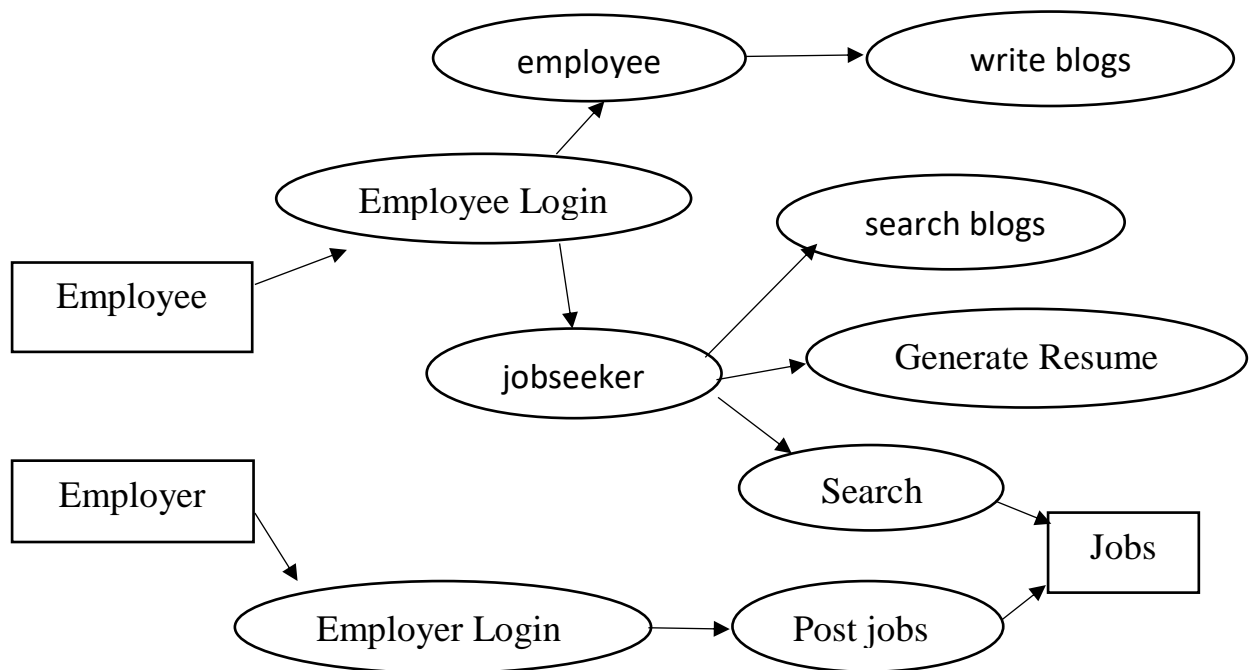 employee
write blogs
Employee Login
search blogs
Employee
Generate Resume
jobseeker
Employer
Search
Jobs
Employer Login
Post jobs